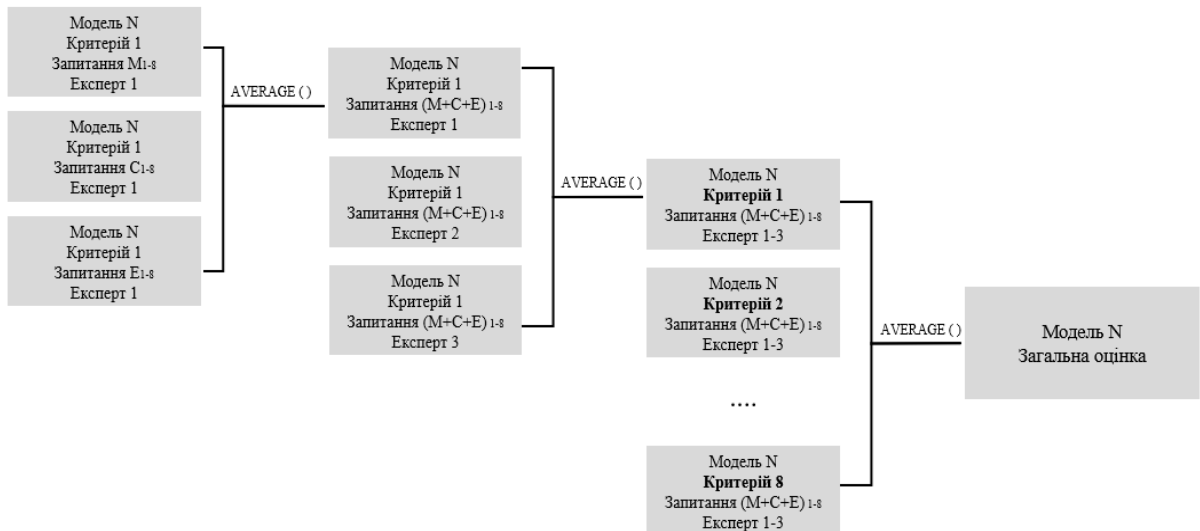 Модель N
Критерій 1
Запитання M1-8
Експерт 1
Модель N
Критерій 1
Запитання C1-8
Експерт 1
Модель N
Критерій 1
Запитання E1-8
Експерт 1
AVERAGE ( )
Модель N
Критерій 1
Запитання (M+C+E) 1-8
Експерт 1
Модель N
Критерій 1
Запитання (M+C+E) 1-8
Експерт 2
Модель N
Критерій 1
Запитання (M+C+E) 1-8
Експерт 3
AVERAGE ( )
Модель N
Критерій 1
Запитання (M+C+E) 1-8
Експерт 1-3
Модель N
Критерій 2
Запитання (M+C+E) 1-8
Експерт 1-3
....
Модель N
Критерій 8
Запитання (M+C+E) 1-8
Експерт 1-3
AVERAGE ( )
Модель N
Загальна оцінка